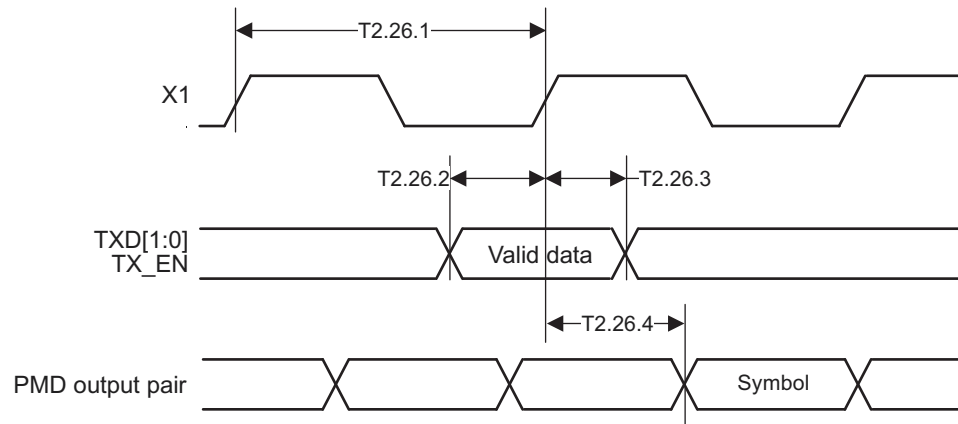 T2.26.1
X1
T2.26.2
T2.26.3
TXD[1:0]
TX_EN
Valid data
T2.26.4
PMD output pair
Symbol